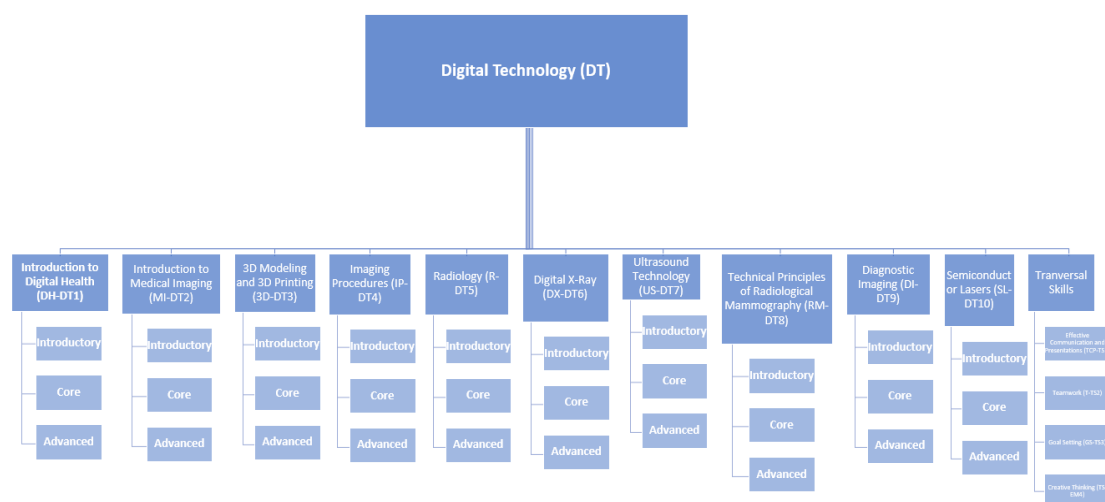 Digital Technology (DT)
Introduction to
Digital Health
(DH-DT1)
Introductory
Core
Advanced
Introduction to
Medical Imaging
(MI-DT2)
Introductory
Core
Advanced
3D Modeling
and 3D Printing
(3D-DT3)
Introductory
Core
Advanced
Imaging
Procedures (IP-
DT4)
Introductory
Core
Advanced
Radiology (R-
DT5)
Introductory
Core
Advanced
Digital X-Ray
(DX-DT6)
Introductory
Core
Advanced
Ultrasound
Technology
(US-DT7)
Introductory
Core
Advanced
Technical Principles
of Radiological
Mammography (RM-
DT8)
Introductory
Core
Advanced
Diagnostic
Imaging (DI-
DT9)
Introductory
Core
Advanced
Semiconduct
or Lasers (SL-
DT10)
Introductory
Core
Advanced
Tranversal
Skills
Effective
Communication and
Presentations (TCP-TS
Teamwork (T-TS2)
Goal Setting (GS-TS3)
Creative Thinking (TS
EM4)